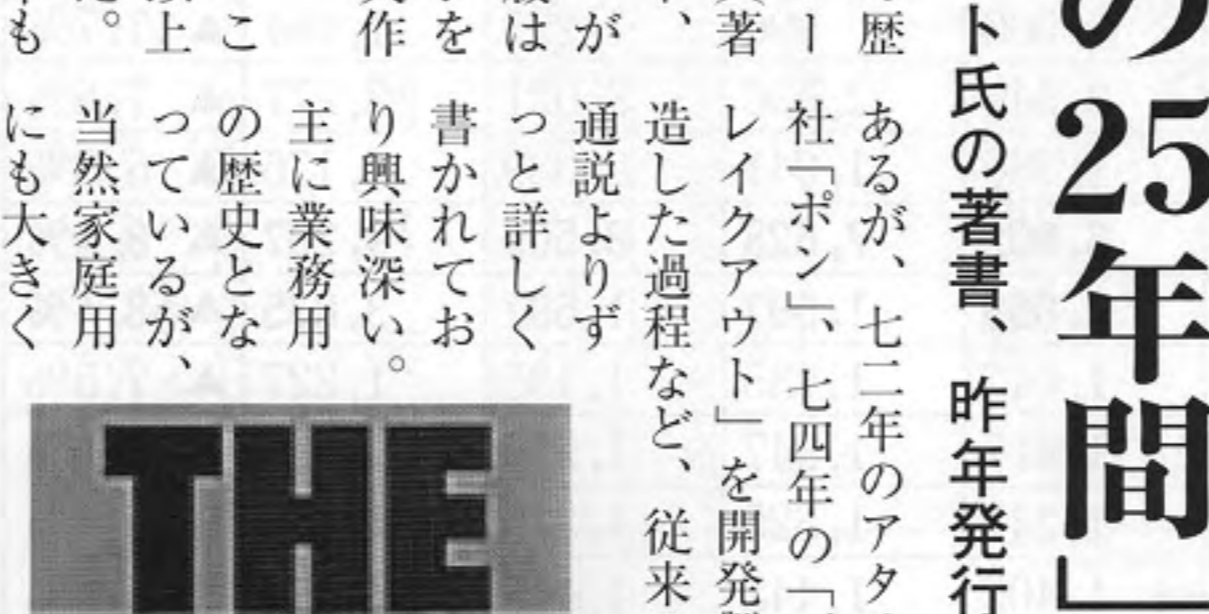 の25年間」
ト氏の著書、 昨年発行
歴
ー
著
、
が
は
を
作
こ
上
。
も
あるが、七二年のアタ
社「ポン」、七四年の「
レイクアウト」を開発
造した過程など、従来
通説よりず
っと詳しく
書かれてお
り興味深い。
主に業務用
の歴史とな
っているが、
当然家庭用
にも大きく
THE